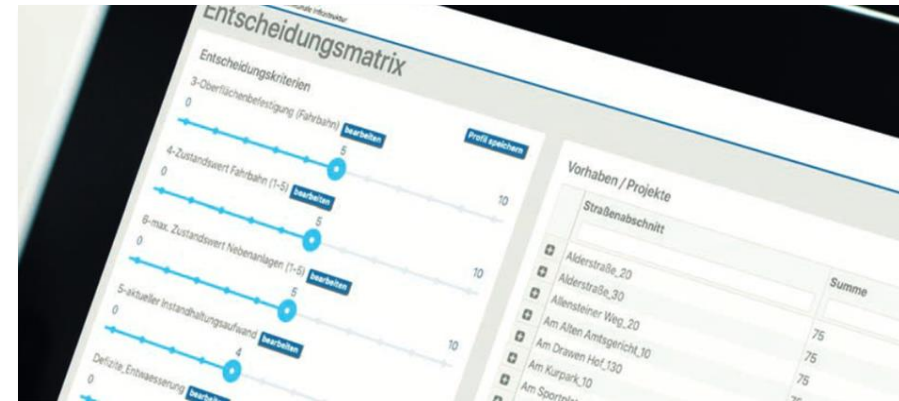 Entscheidungsmatrix
Entscheidungskriterien
Profil speichern
3-Oberflächenbefestigung (Fahrbahn) bearbeiten
0
5
10
4-Zustandswert Fahrbahn (1-5) bearbeiten
0
5
10
6-max. Zustandswert Nebenanlagen (1-5) bearbeiten
0
5
10
5-aktueller Instandhaltungsaufwand bearbeiten
0
4
Defizite_Entwaesserung bearbeiten
0
Vorhaben / Projekte
Straßenabschnitt
Summe
Alderstraße_20
75
Alderstraße_30
75
Allensteiner Weg_20
75
Am Alten Amtsgericht_10
Am Drawen Hof_130
Am Kurpark_10